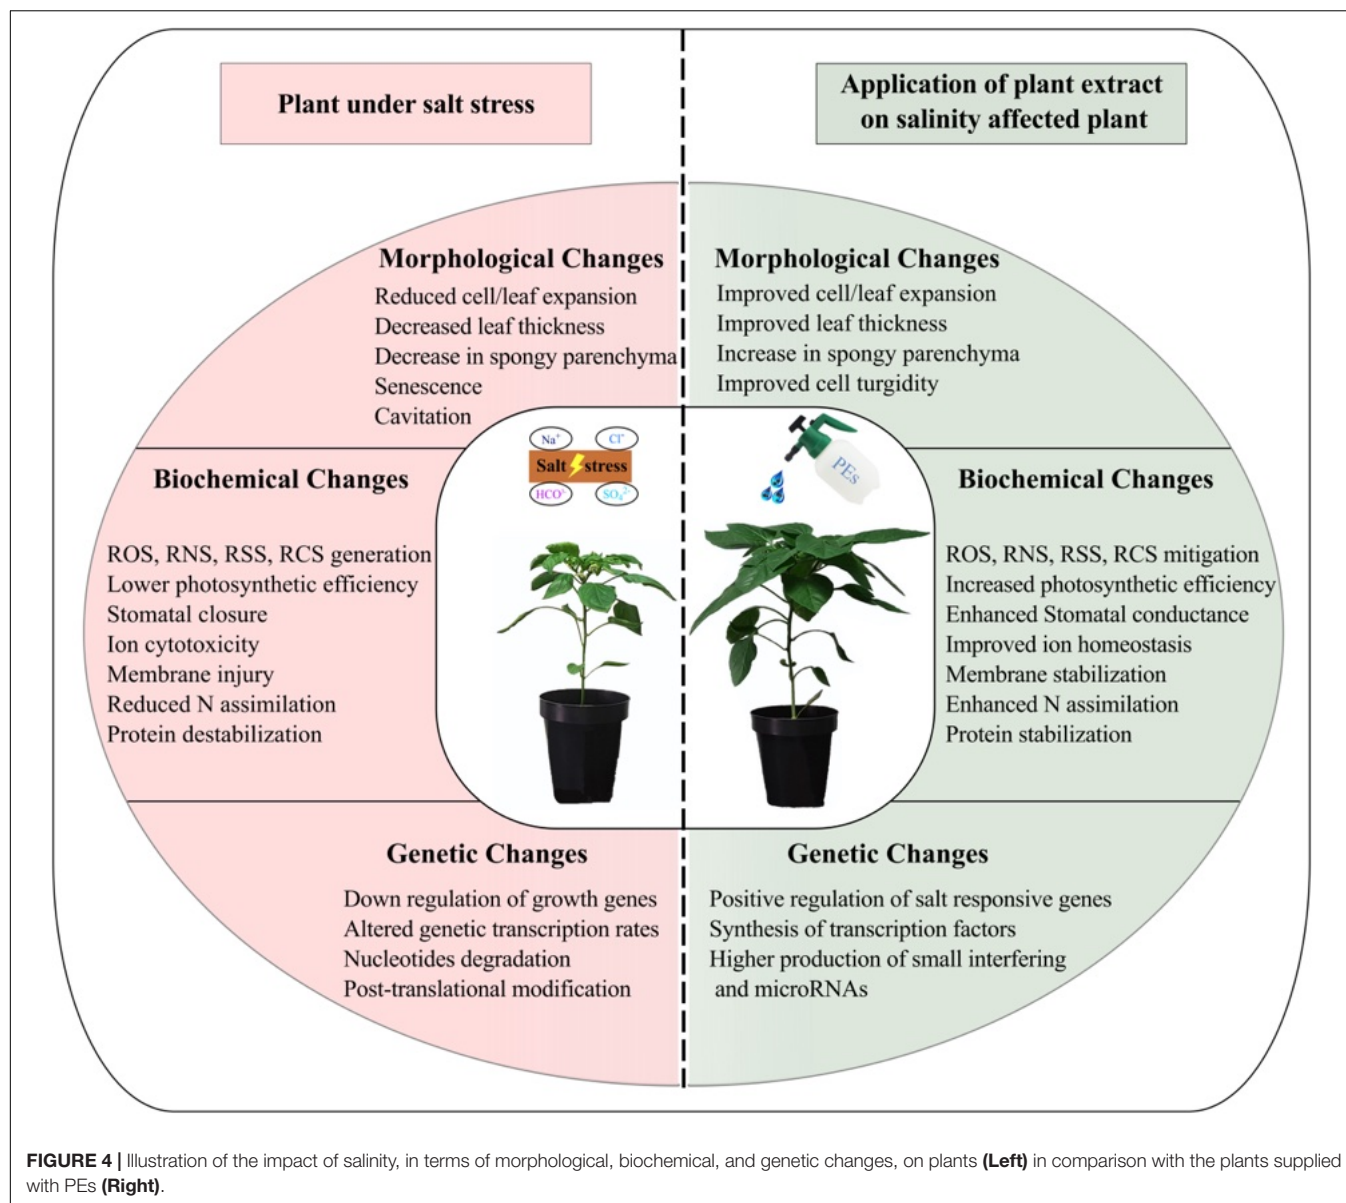 Plant under salt stress
Application of plant extract
on salinity affected plant
Morphological Changes
Reduced cell/leaf expansion
Decreased leaf thickness
Decrease in spongy parenchyma
Senescence
Cavitation
Morphological Changes
Improved cell/leaf expansion
Improved leaf thickness
Increase in spongy parenchyma
Improved cell turgidity
Na⁺
Cl⁻
Salt stress
SO₄²⁻
PEs
Biochemical Changes
ROS, RNS, RSS, RCS generation
Lower photosynthetic efficiency
Stomatal closure
Ion cytotoxicity
Membrane injury
Reduced N assimilation
Protein destabilization
Biochemical Changes
ROS, RNS, RSS, RCS mitigation
Increased photosynthetic efficiency
Enhanced Stomatal conductance
Improved ion homeostasis
Membrane stabilization
Enhanced N assimilation
Protein stabilization
Genetic Changes
Down regulation of growth genes
Altered genetic transcription rates
Nucleotides degradation
Post-translational modification
Genetic Changes
Positive regulation of salt responsive genes
Synthesis of transcription factors
Higher production of small interfering
and microRNAs
FIGURE 4 | Illustration of the impact of salinity, in terms of morphological, biochemical, and genetic changes, on plants (Left) in comparison with the plants supplied
with PEs (Right).